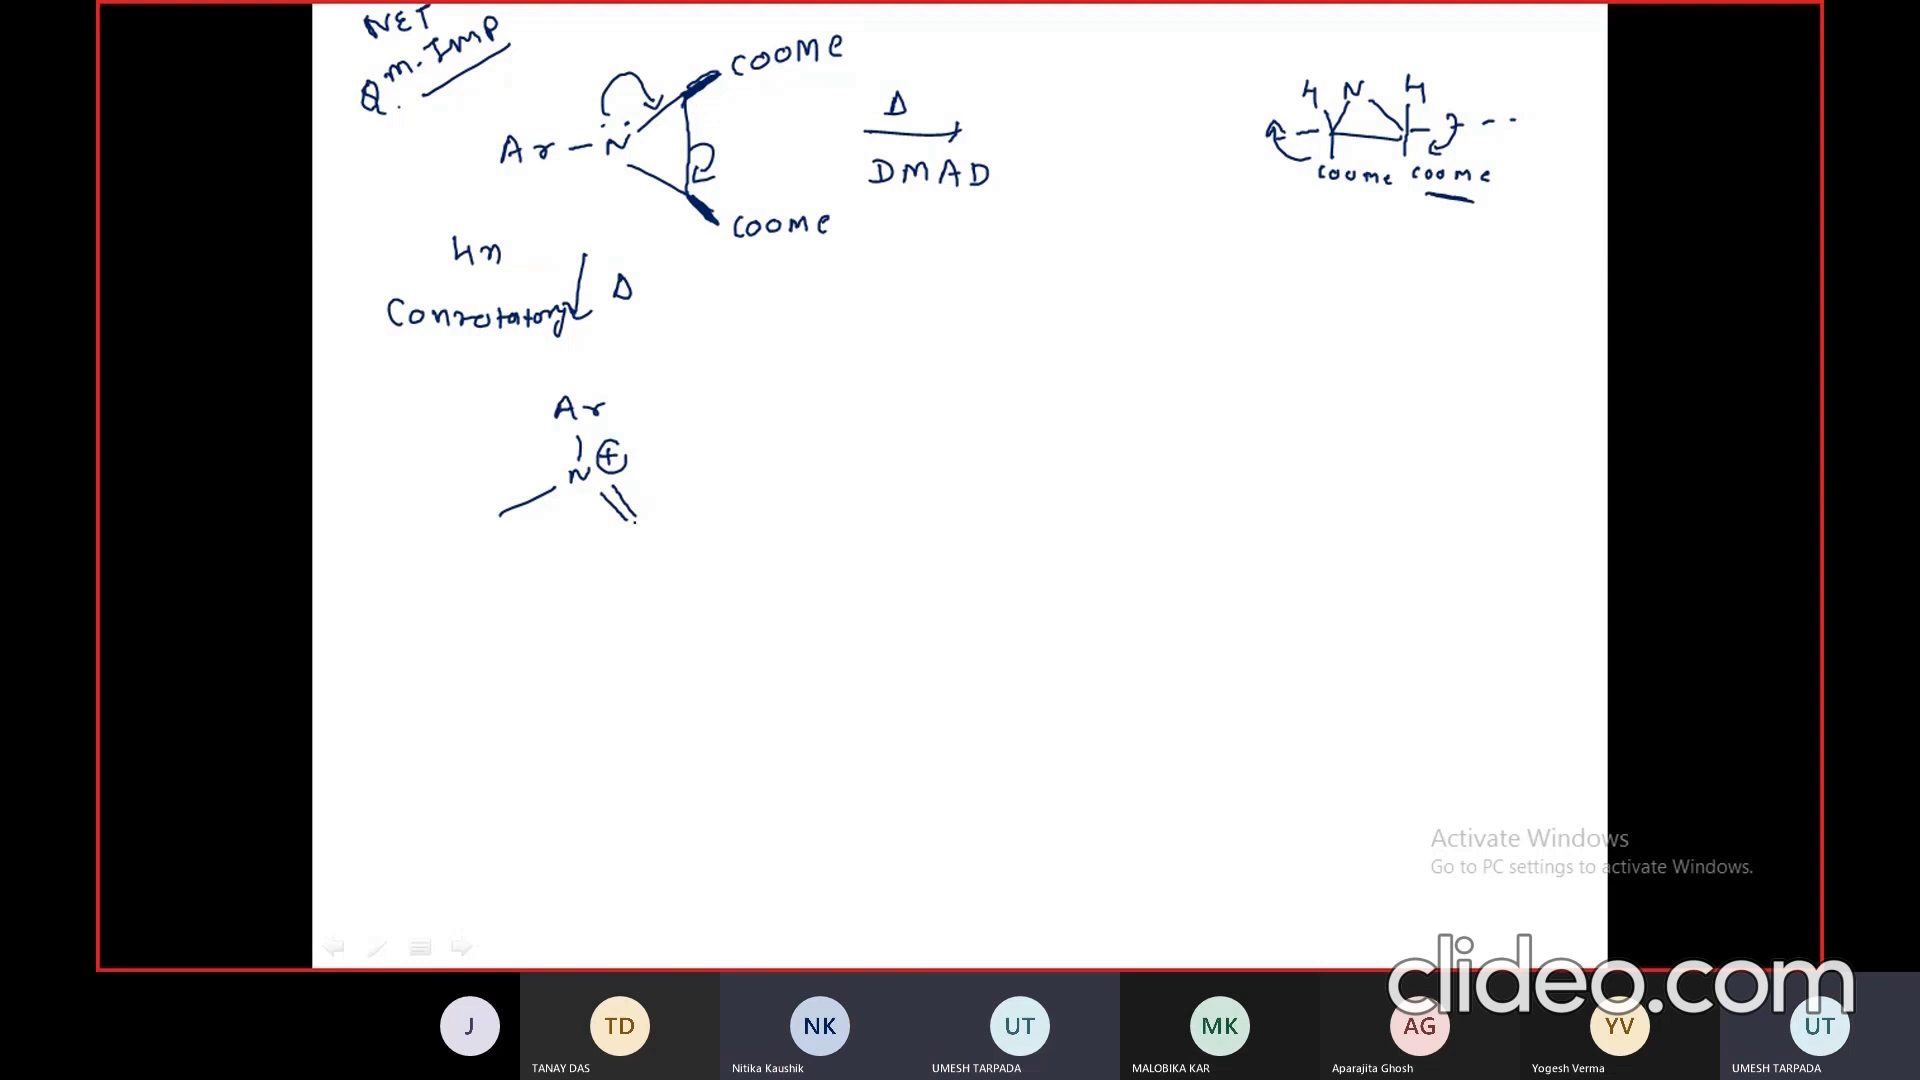 NET
Q. m. Imp
COOMe
Ar - N̈
COOMe
Δ
DMAD
H N H
COOMe COOMe
4n
Conrotatory Δ
Ar
N ⊕
Activate Windows
Go to PC settings to activate Windows.
clideo.com
J TD NK UT MK AG YV UT
TANAY DAS Nitika Kaushik UMESH TARPADA MALOBIKA KAR Aparajita Ghosh Yogesh Verma UMESH TARPADA